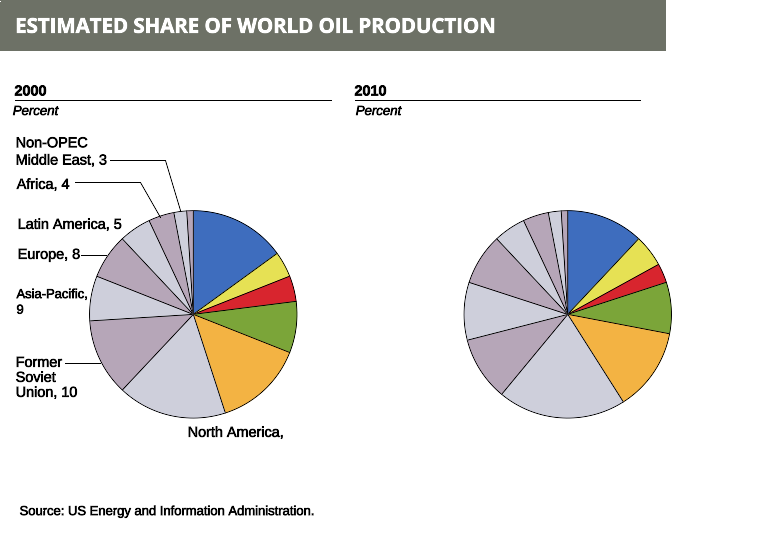 ESTIMATED SHARE OF WORLD OIL PRODUCTION
2000
Percent
Non-OPEC
Middle East, 3
Africa, 4
Latin America, 5
Europe, 8
Asia-Pacific,
9
Former
Soviet
Union, 10
North America,
2010
Percent
Source: US Energy and Information Administration.